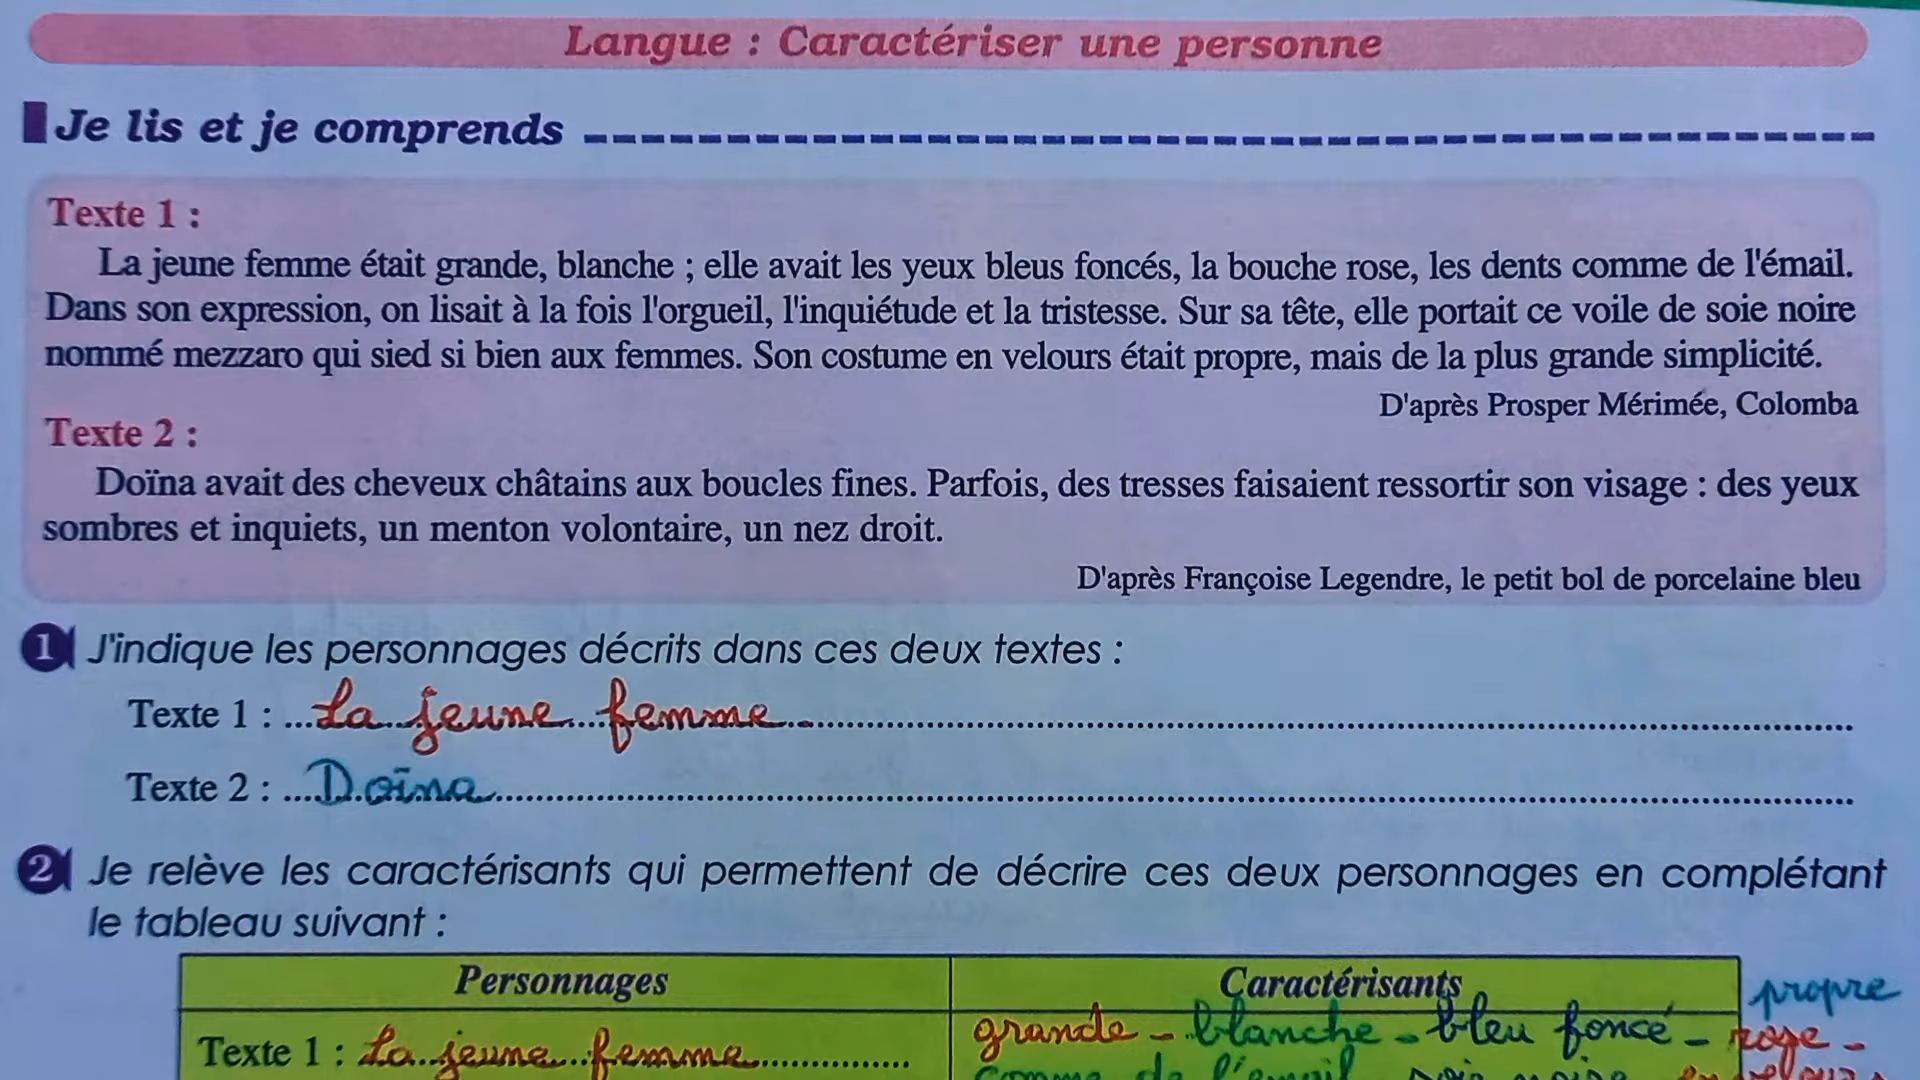 Langue : Caractériser une personne
Je lis et je comprends
Texte 1 :
La jeune femme était grande, blanche ; elle avait les yeux bleus foncés, la bouche rose, les dents comme de l'émail.
Dans son expression, on lisait à la fois l'orgueil, l'inquiétude et la tristesse. Sur sa tête, elle portait ce voile de soie noire
nommé mezzaro qui sied si bien aux femmes. Son costume en velours était propre, mais de la plus grande simplicité.
D'après Prosper Mérimée, Colomba
Texte 2 :
Doïna avait des cheveux châtains aux boucles fines. Parfois, des tresses faisaient ressortir son visage : des yeux
sombres et inquiets, un menton volontaire, un nez droit.
D'après Françoise Legendre, le petit bol de porcelaine bleu
1 J'indique les personnages décrits dans ces deux textes :
Texte 1 : ...La jeune femme...
Texte 2 : ...Doïna...
2 Je relève les caractérisants qui permettent de décrire ces deux personnages en complétant
le tableau suivant :
Personnages Caractérisants propre
Texte 1 : La jeune femme... grande - blanche - bleu foncé - rose -
comme de l'émail soie noire en velours